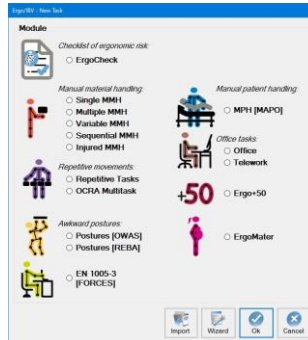 ErgoIBV - New Task
Module
Checklist of ergonomic risk:
ErgoCheck
Manual material handling:
Single MMH
Multiple MMH
Variable MMH
Sequential MMH
Injured MMH
Repetitive movements:
Repetitive Tasks
OCRA Multitask
Awkward postures:
Postures [OWAS]
Postures [REBA]
EN 1005-3
[FORCES]
Manual patient handling:
MPH [MAPO]
Office tasks:
Office
Telework
+50
Ergo+50
ErgoMater
Import
Wizard
Ok
Cancel